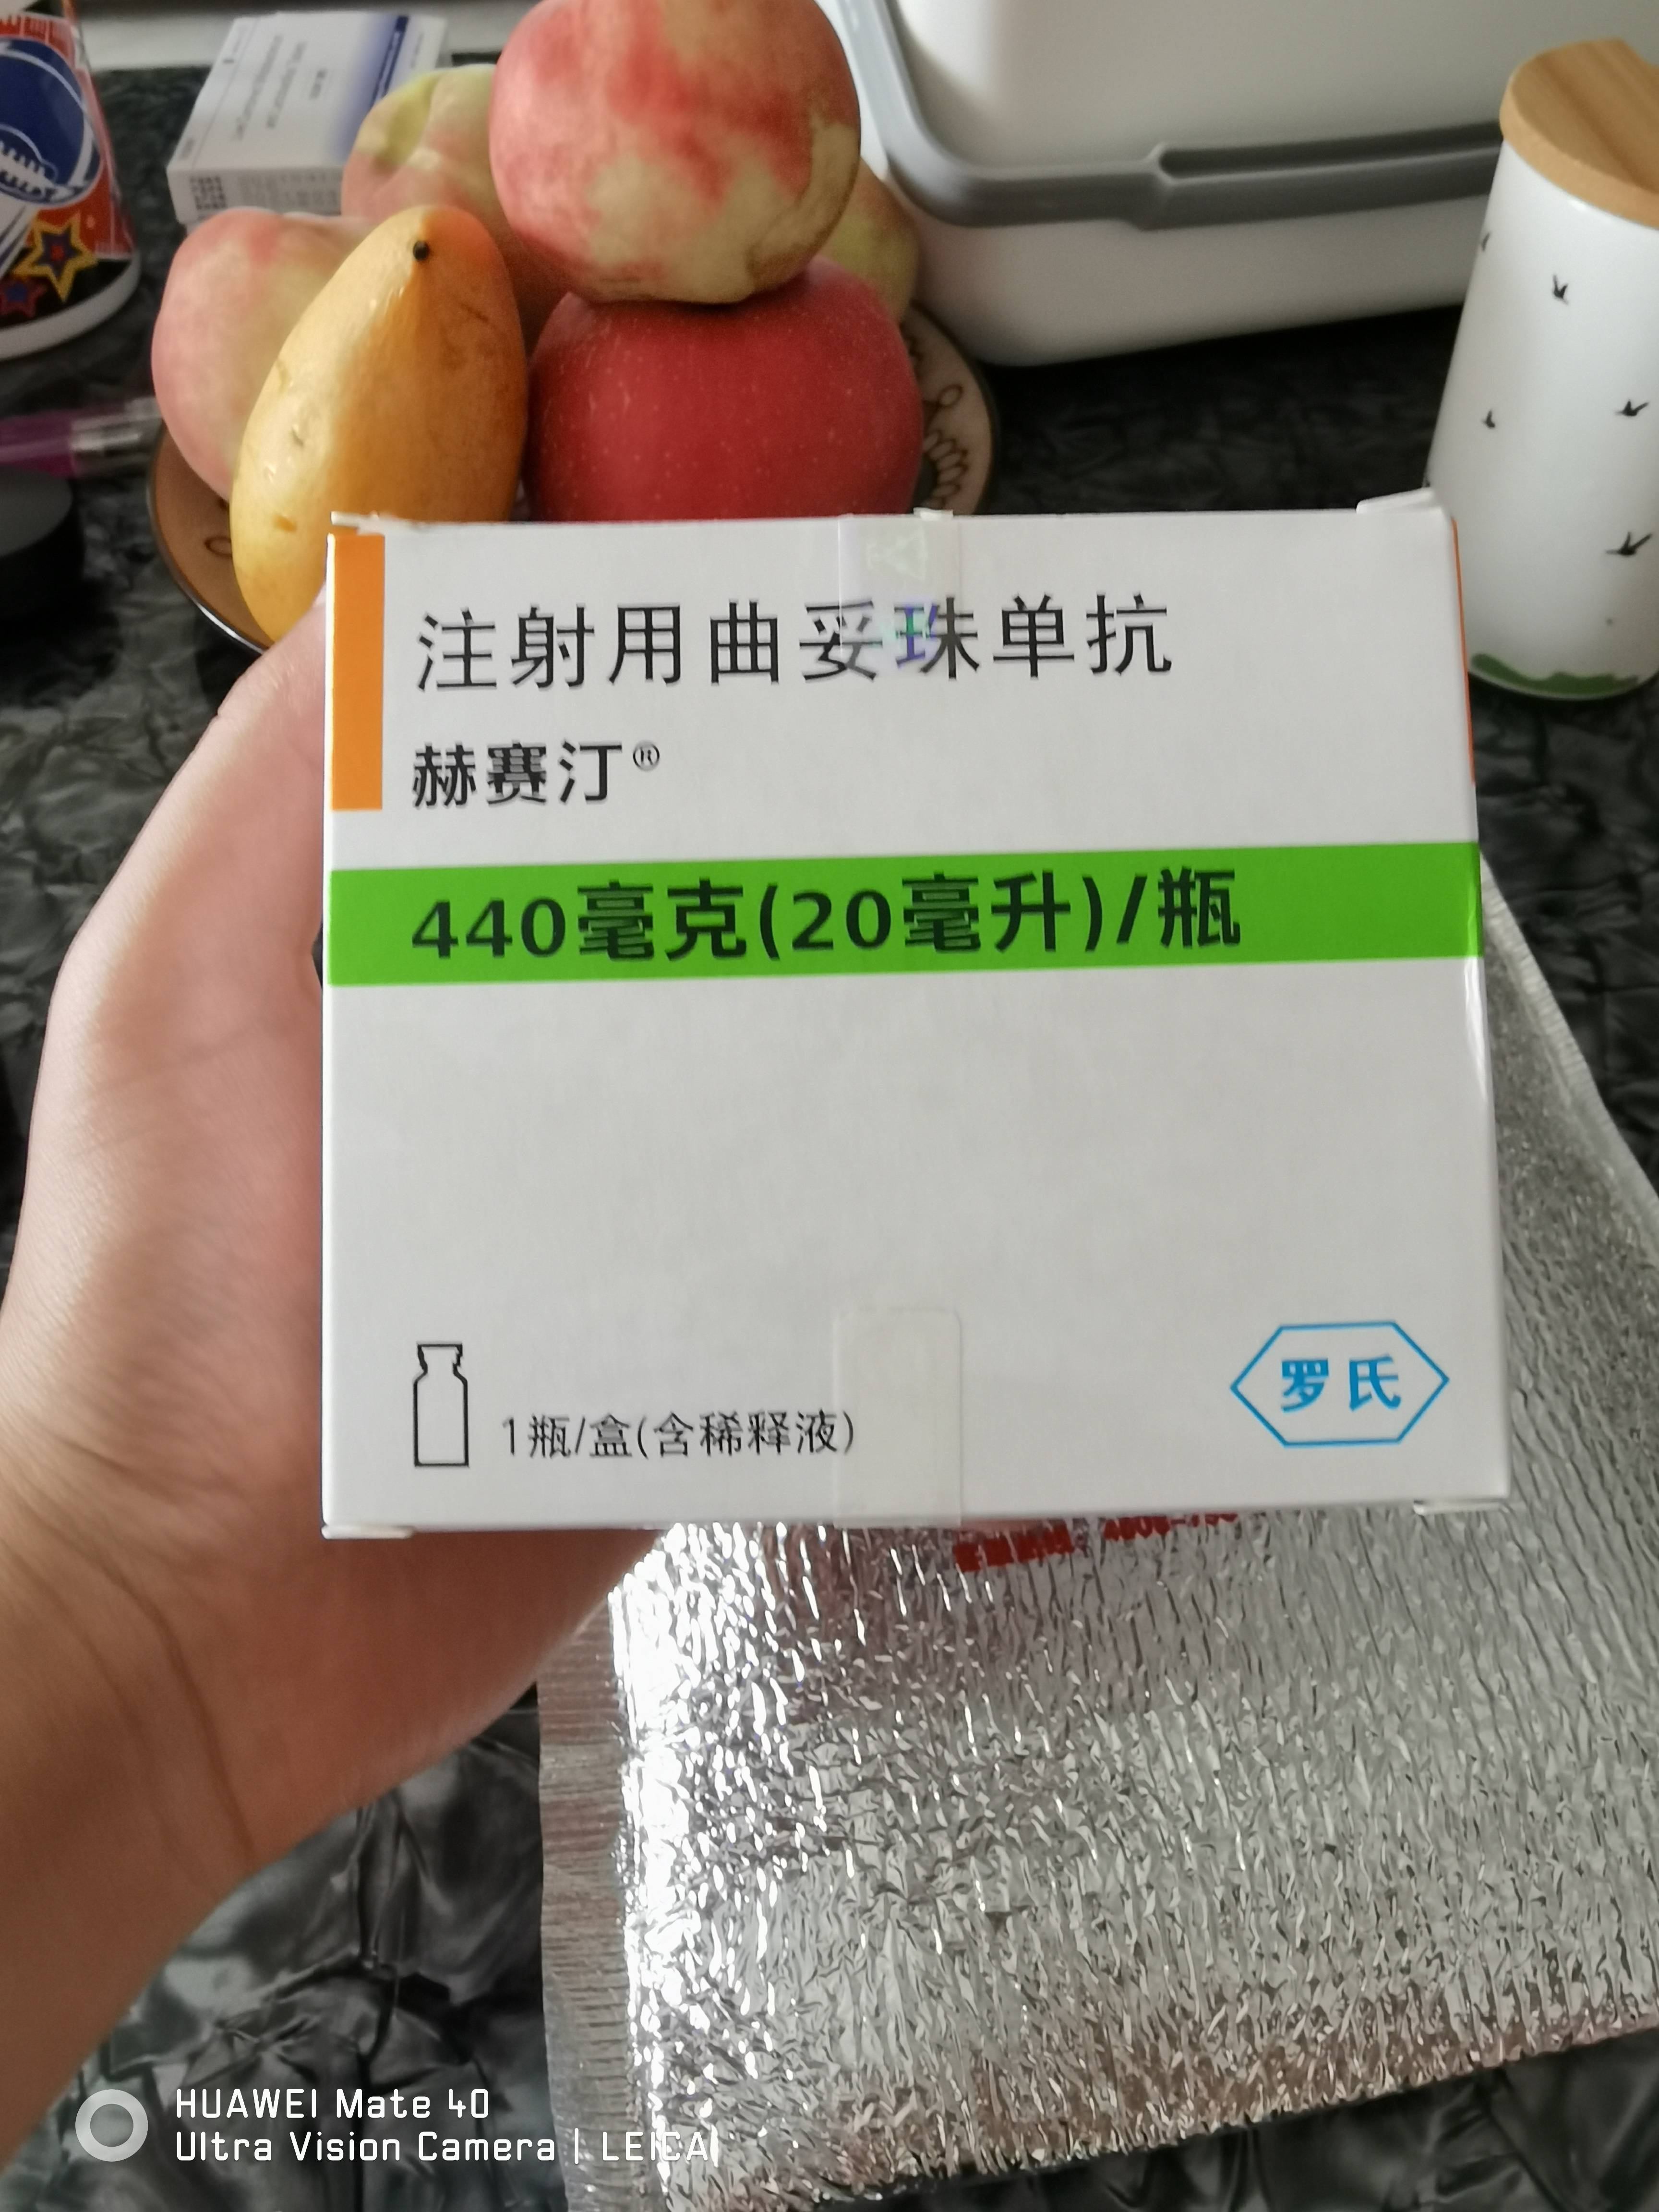 注射用曲妥珠单抗
赫赛汀®
440毫克(20毫升)/瓶
1瓶/盒(含稀释液)
罗氏
HUAWEI Mate 40
Ultra Vision Camera | LEICA